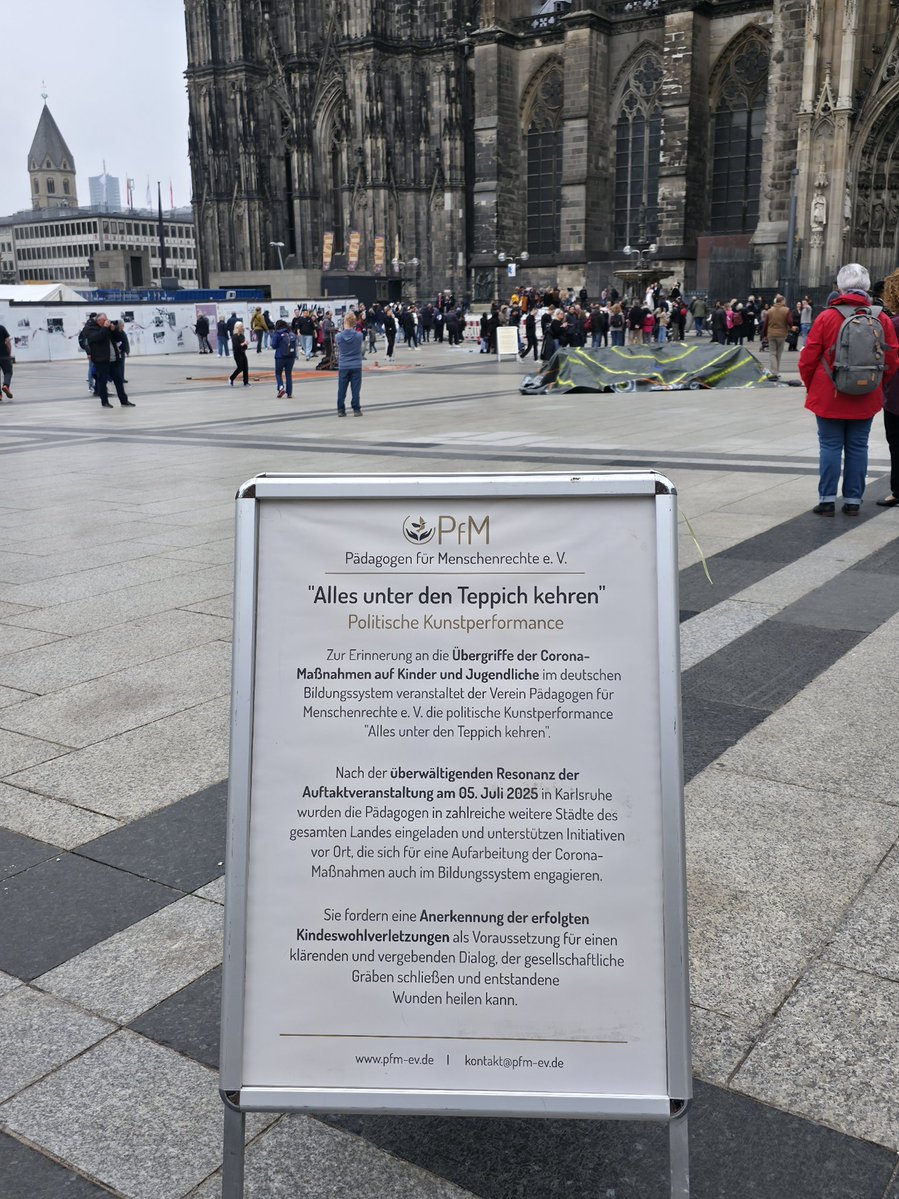 PfM
Pädagogen für Menschenrechte e. V.
"Alles unter den Teppich kehren"
Politische Kunstperformance
Zur Erinnerung an die Übergriffe der Corona-
Maßnahmen auf Kinder und Jugendliche im deutschen
Bildungssystem veranstaltet der Verein Pädagogen für
Menschenrechte e. V. die politische Kunstperformance
"Alles unter den Teppich kehren".
Nach der überwältigenden Resonanz der
Auftaktveranstaltung am 05. Juli 2025 in Karlsruhe
wurden die Pädagogen in zahlreiche weitere Städte des
gesamten Landes eingeladen und unterstützen Initiativen
vor Ort, die sich für eine Aufarbeitung der Corona-
Maßnahmen auch im Bildungssystem engagieren.
Sie fordern eine Anerkennung der erfolgten
Kindeswohlverletzungen als Voraussetzung für einen
klärenden und vergebenden Dialog, der gesellschaftliche
Gräben schließen und entstandene
Wunden heilen kann.
www.pfm-ev.de | kontakt@pfm-ev.de